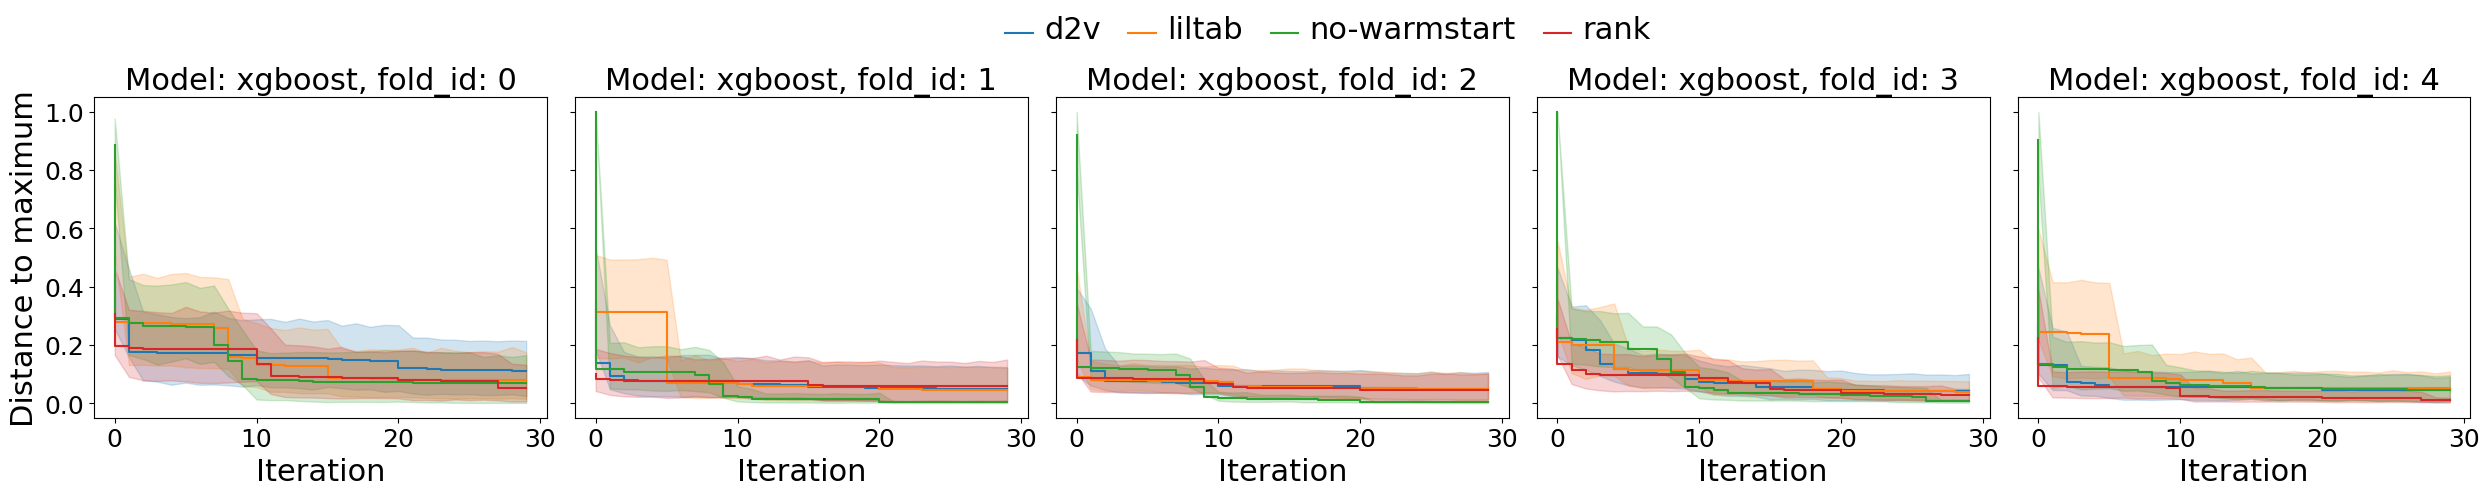 d2v liltab no-warmstart rank
Model: xgboost, fold_id: 0 Model: xgboost, fold_id: 1 Model: xgboost, fold_id: 2 Model: xgboost, fold_id: 3 Model: xgboost, fold_id: 4
Distance to maximum
1.0
0.8
0.6
0.4
0.2
0.0
0 10 20 30 0 10 20 30 0 10 20 30 0 10 20 30 0 10 20 30
Iteration Iteration Iteration Iteration Iteration